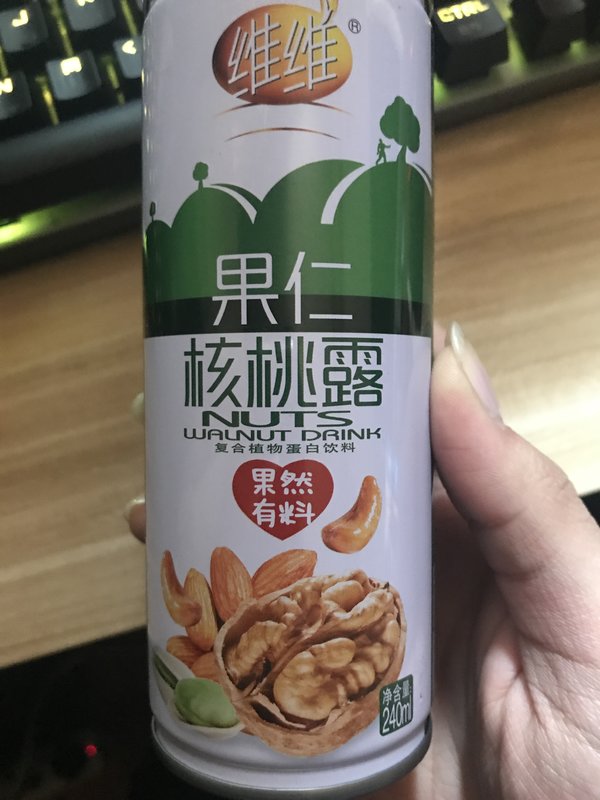 CTRL
维维®
果仁
核桃露
NUTS
WALNUT DRINK
复合植物蛋白饮料
果然
有料
净含量:
240ml